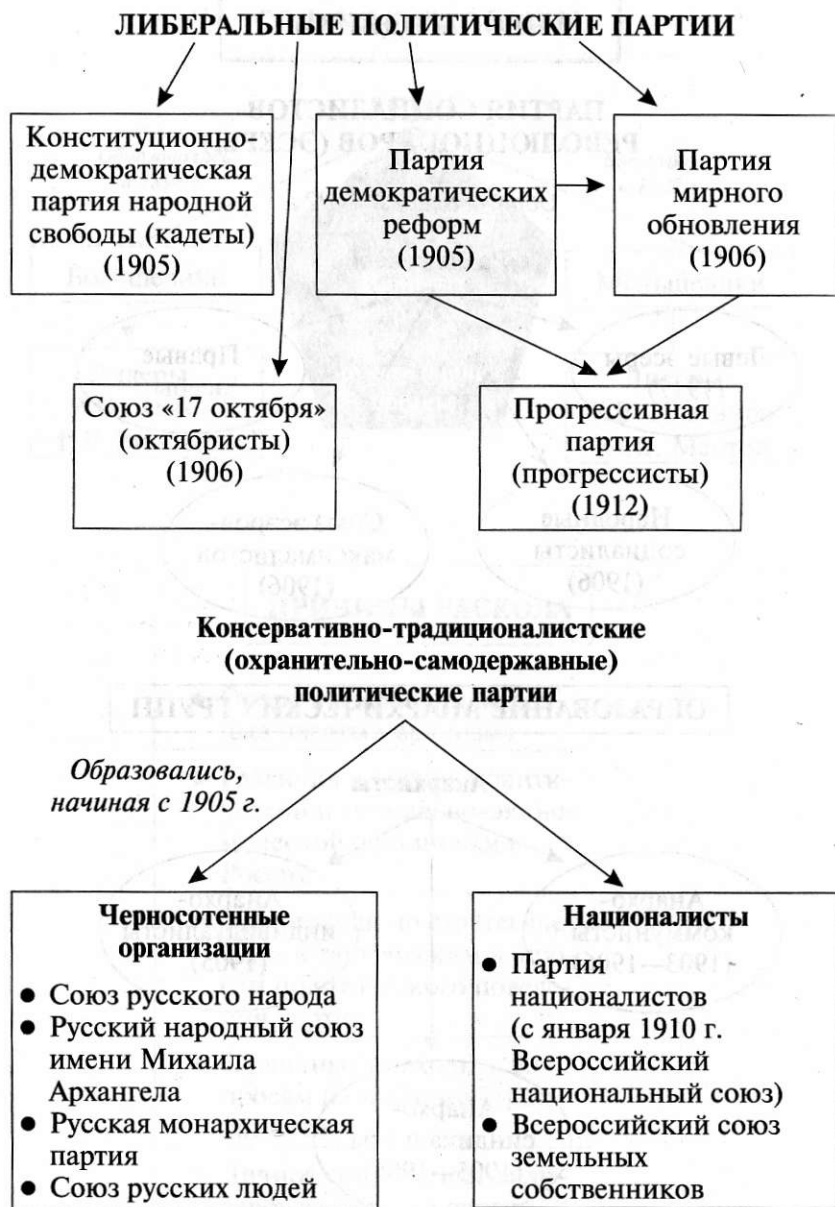 ЛИБЕРАЛЬНЫЕ ПОЛИТИЧЕСКИЕ ПАРТИИ
Конституционно-
демократическая
партия народной
свободы (кадеты)
(1905)
Партия
демократических
реформ
(1905)
Партия
мирного
обновления
(1906)
Союз «17 октября»
(октябристы)
(1906)
Прогрессивная
партия
(прогрессисты)
(1912)
Консервативно-традиционалистские
(охранительно-самодержавные)
политические партии
Образовались,
начиная с 1905 г.
Черносотенные
организации
● Союз русского народа
● Русский народный союз
имени Михаила
Архангела
● Русская монархическая
партия
● Союз русских людей
Националисты
● Партия
националистов
(с января 1910 г.
Всероссийский
национальный союз)
● Всероссийский союз
земельных
собственников